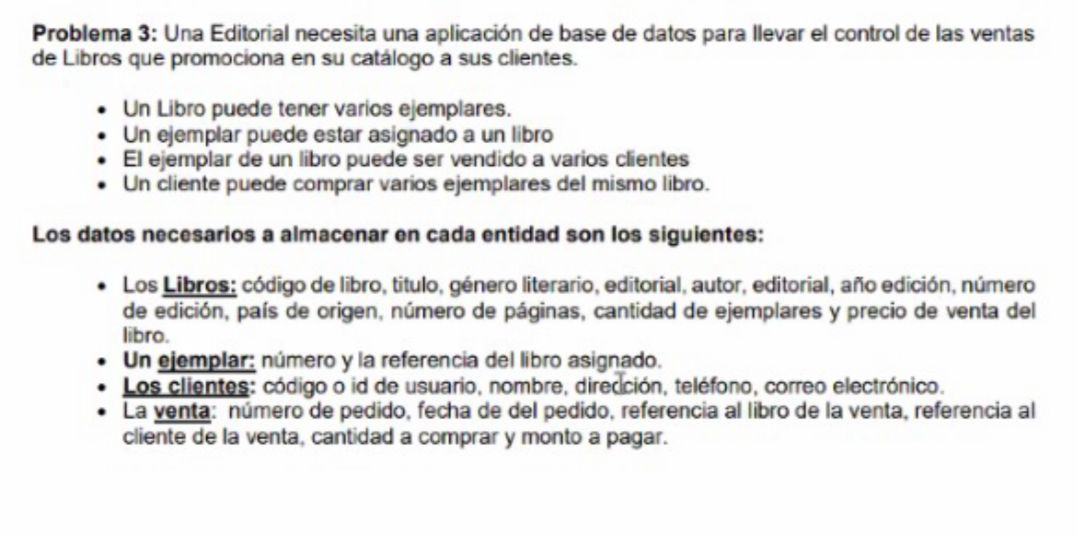 Problema 3: Una Editorial necesita una aplicación de base de datos para llevar el control de las ventas
de Libros que promociona en su catálogo a sus clientes.
• Un Libro puede tener varios ejemplares.
• Un ejemplar puede estar asignado a un libro
• El ejemplar de un libro puede ser vendido a varios clientes
• Un cliente puede comprar varios ejemplares del mismo libro.
Los datos necesarios a almacenar en cada entidad son los siguientes:
• Los Libros: código de libro, titulo, género literario, editorial, autor, editorial, año edición, número
de edición, país de origen, número de páginas, cantidad de ejemplares y precio de venta del
libro.
• Un ejemplar: número y la referencia del libro asignado.
• Los clientes: código o id de usuario, nombre, dirección, teléfono, correo electrónico.
• La venta: número de pedido, fecha de del pedido, referencia al libro de la venta, referencia al
cliente de la venta, cantidad a comprar y monto a pagar.